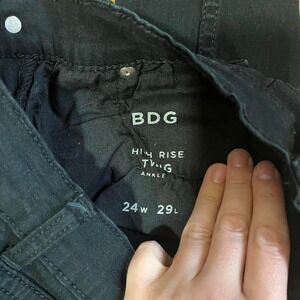 BDG
HIGH RISE
TWIG
ANKLE
24W 29L